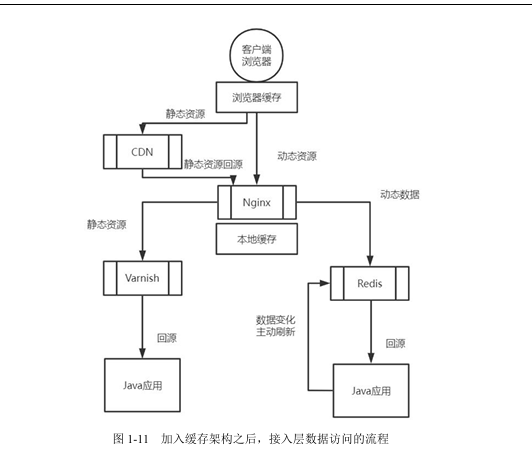 客户端
浏览器
浏览器缓存
静态资源
CDN
静态资源回源
动态资源
Nginx
动态数据
静态资源
本地缓存
Varnish
Redis
数据变化
主动刷新
回源
回源
Java应用
Java应用
图 1-11 加入缓存架构之后，接入层数据访问的流程